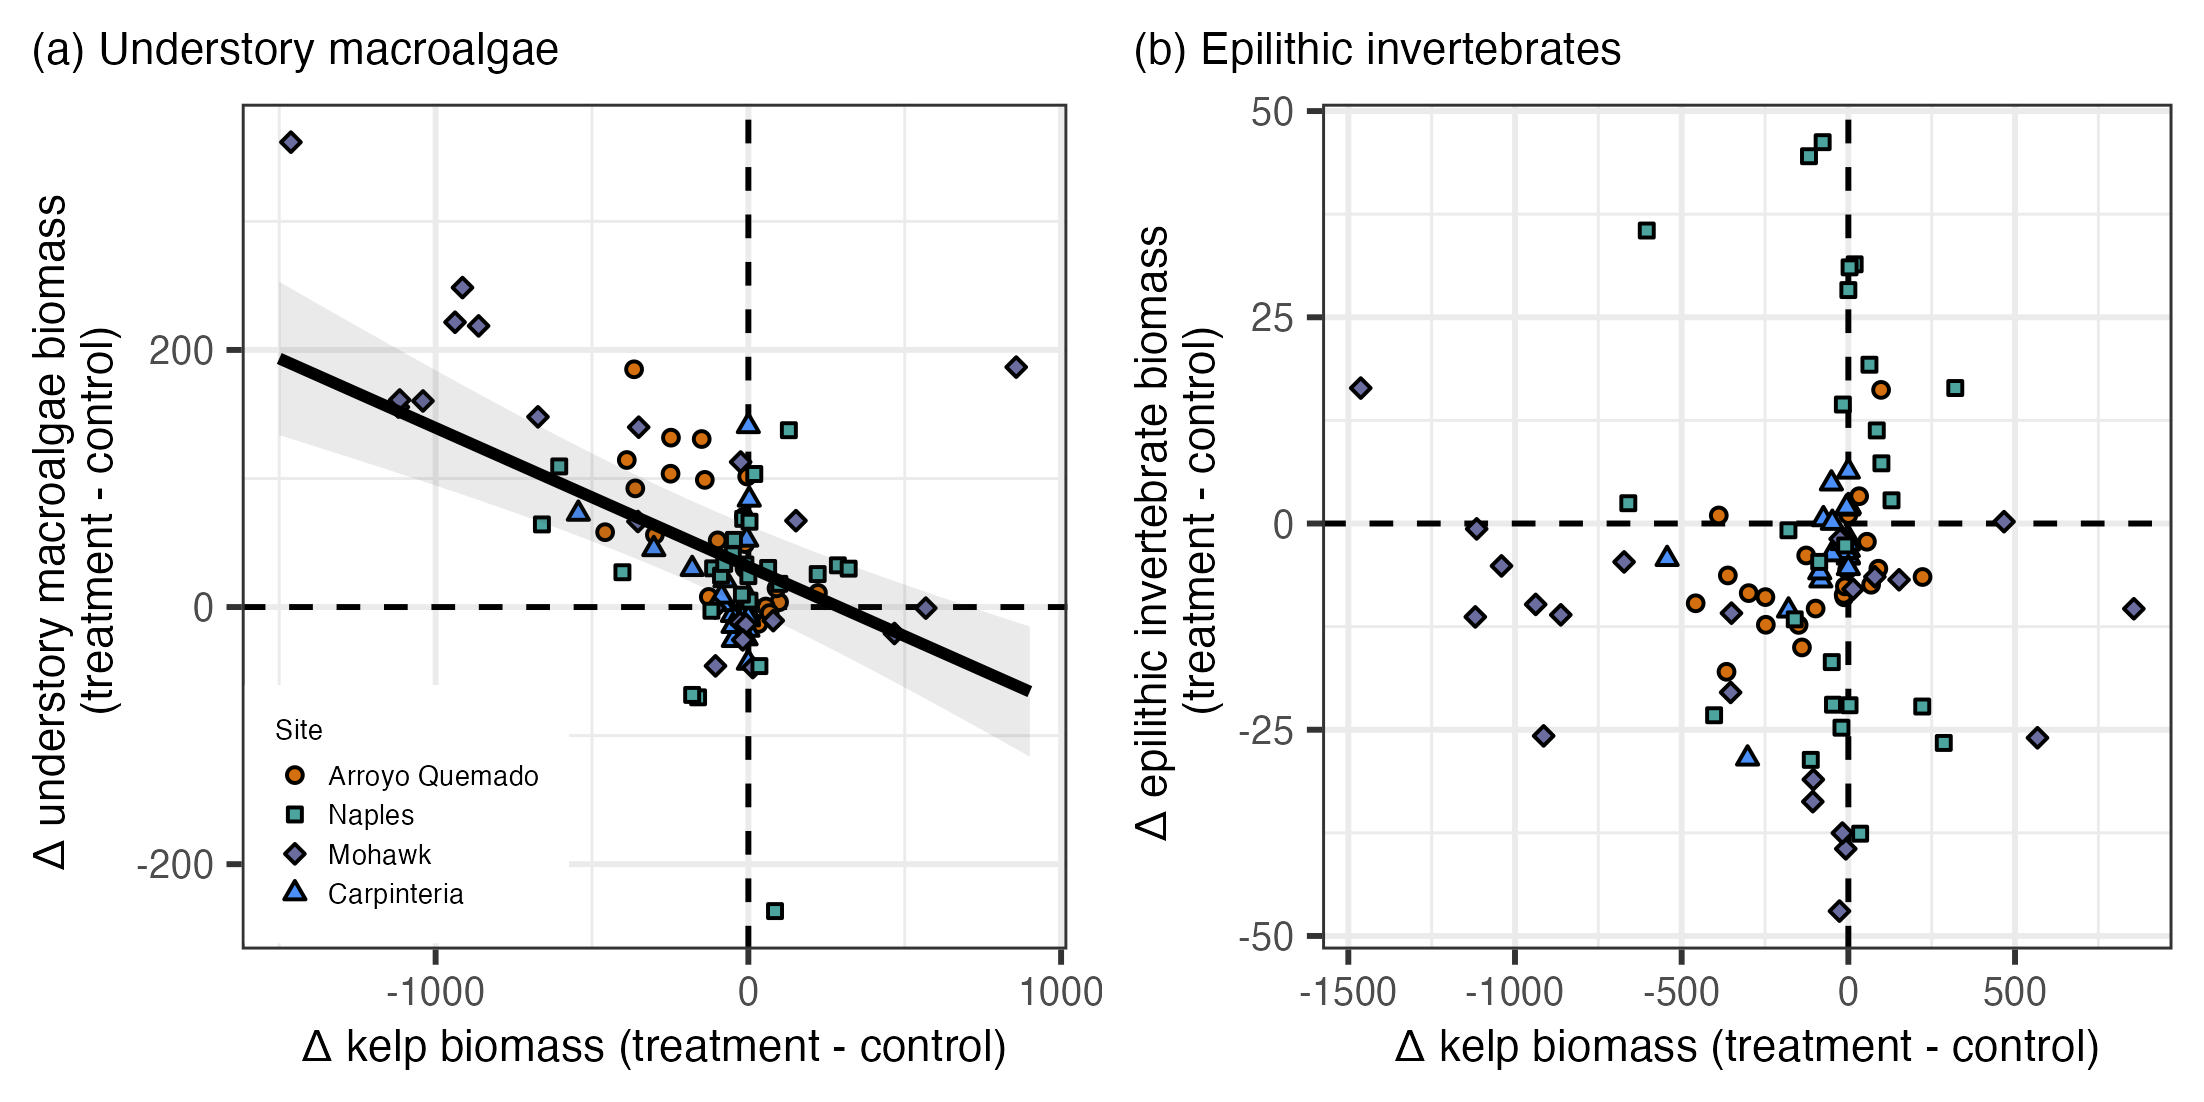 (a) Understory macroalgae
Δ understory macroalgae biomass
(treatment - control)
200
0
-200
Site
Arroyo Quemado
Naples
Mohawk
Carpinteria
-1000
0
1000
Δ kelp biomass (treatment - control)
(b) Epilithic invertebrates
Δ epilithic invertebrate biomass
(treatment - control)
50
25
0
-25
-50
-1500
-1000
-500
0
500
Δ kelp biomass (treatment - control)